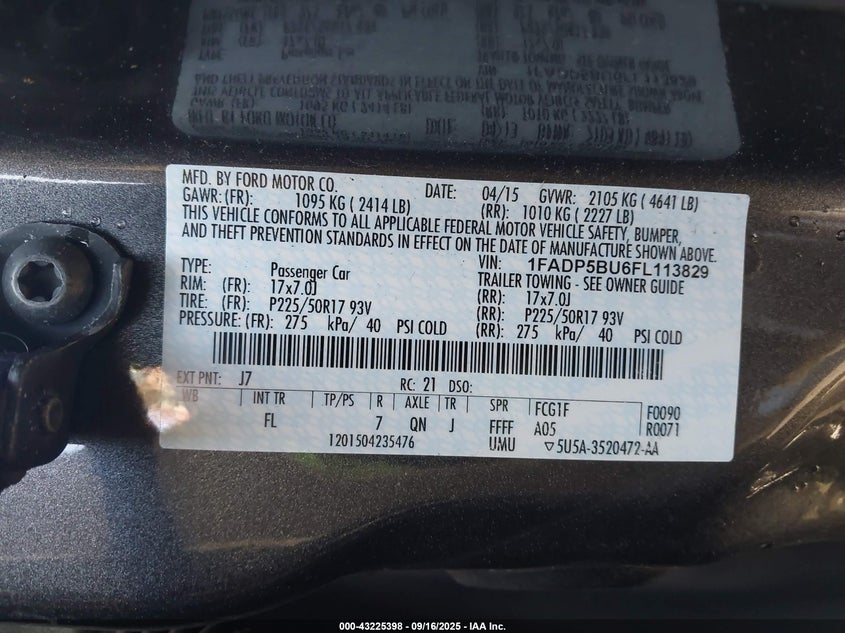 MFD. BY FORD MOTOR CO.
DATE: 04/15 GVWR: 2105 KG ( 4641 LB)
GAWR: (FR): 1095 KG ( 2414 LB) (RR): 1010 KG ( 2227 LB)
THIS VEHICLE CONFORMS TO ALL APPLICABLE FEDERAL MOTOR VEHICLE SAFETY, BUMPER,
AND THEFT PREVENTION STANDARDS IN EFFECT ON THE DATE OF MANUFACTURE SHOWN ABOVE.
VIN: 1FADP5BU6FL113829
TYPE: Passenger Car TRAILER TOWING - SEE OWNER GUIDE
RIM: (FR): 17x7.0J (RR): 17x7.0J
TIRE: (FR): P225/50R17 93V (RR): P225/50R17 93V
PRESSURE: (FR): 275 kPa/ 40 PSI COLD (RR): 275 kPa/ 40 PSI COLD
EXT PNT: J7 RC: 21 DSO:
WB INT TR TP/PS R AXLE TR SPR FCG1F F0090
FL 7 QN J FFFF A05 R0071
1201504235476 UMU ▽5U5A-3520472-AA
000-43225398 - 09/16/2025 - IAA Inc.